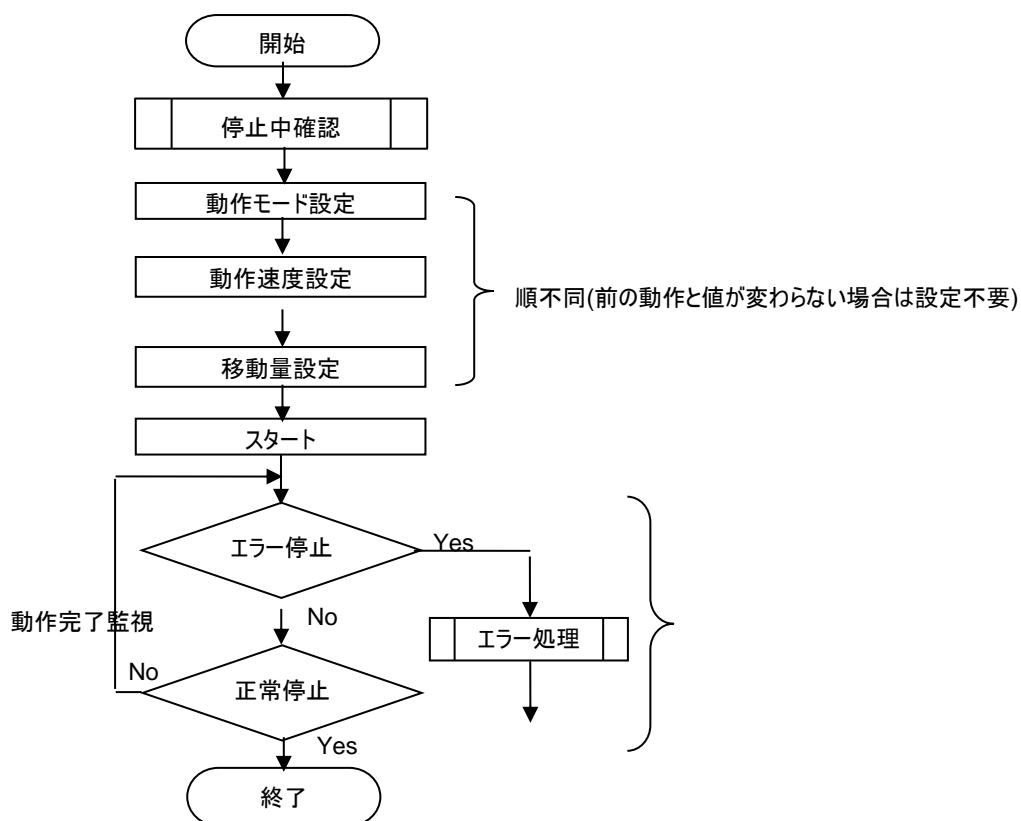 開始
停止中確認
動作モード設定
動作速度設定
順不同(前の動作と値が変わらない場合は設定不要)
移動量設定
スタート
エラー停止
Yes
動作完了監視
No
エラー処理
No
正常停止
Yes
終了